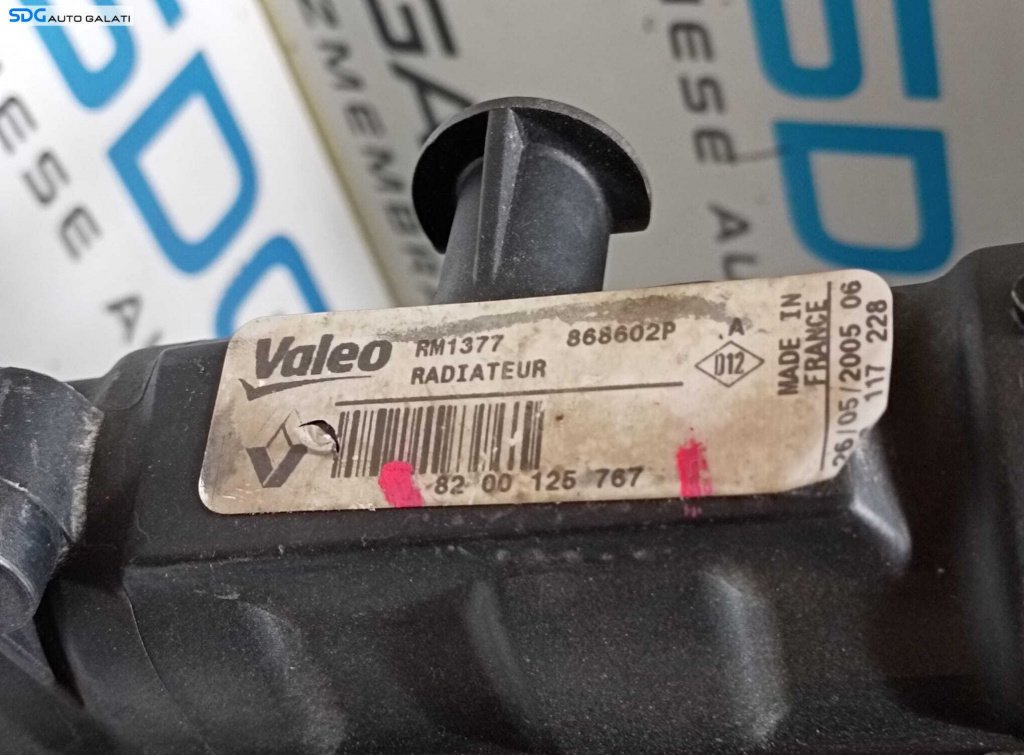 SDG AUTO GALATI
Valeo RM1377 868602P A
RADIATEUR
D12
82 00 125 767
MADE IN
FRANCE
26/05/2005 06
117 228